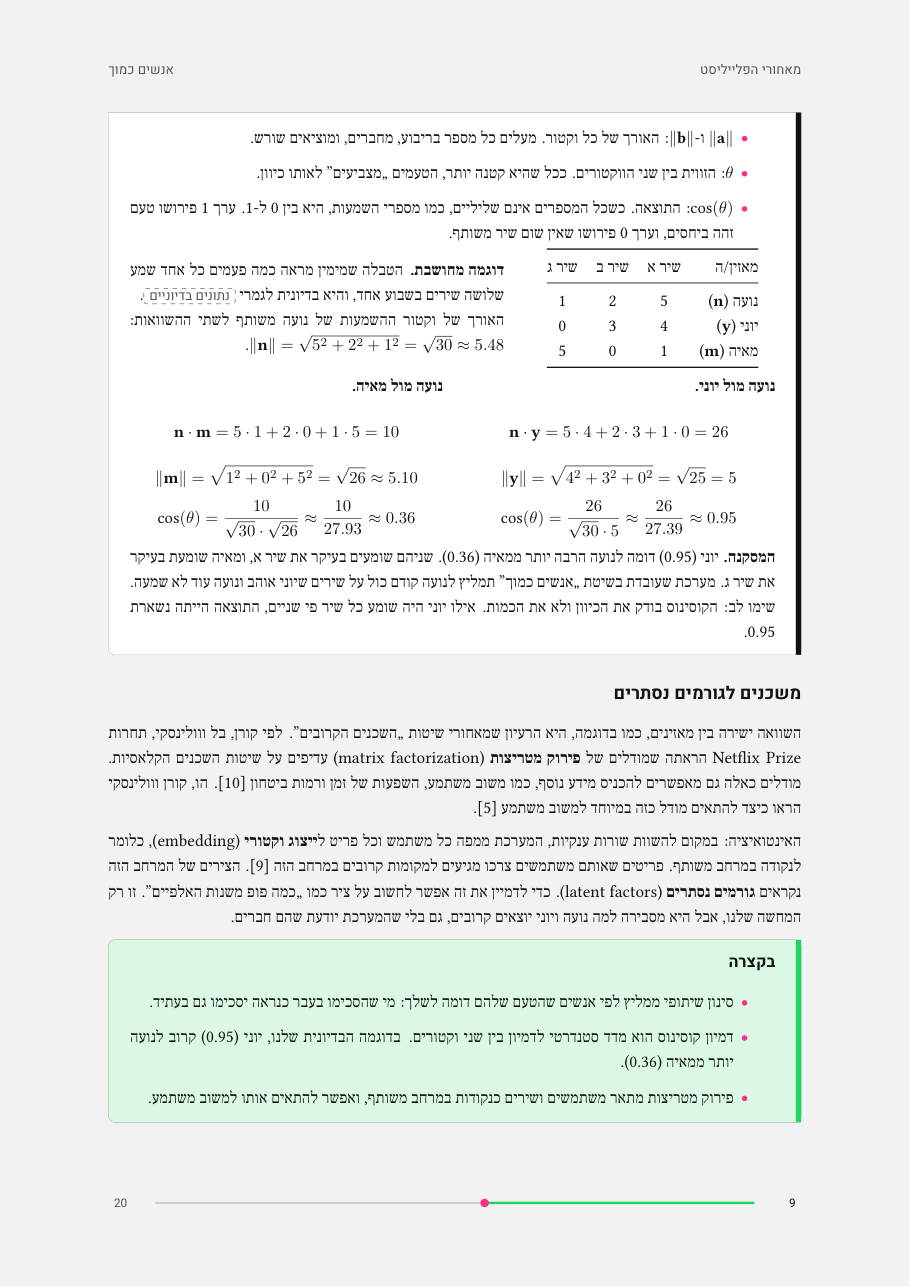 מאחורי הפלייליסט
אנשים כמוך
‖a‖ ו-‖b‖: האורך של כל וקטור. מעלים כל מספר בריבוע, מחברים, ומוציאים שורש.
θ: הזווית בין שני הווקטורים. ככל שהיא קטנה יותר, הטעמים „מצביעים” לאותו כיוון.
cos(θ): התוצאה. כשכל המספרים אינם שליליים, כמו מספרי השמעות, היא בין 0 ל-1. ערך 1 פירושו טעם
זהה ביחסים, וערך 0 פירושו שאין שום שיר משותף.
מאזין/ה שיר א שיר ב שיר ג
נועה (n) 5 2 1
יוני (y) 4 3 0
מאיה (m) 1 0 5
דוגמה מחושבת. הטבלה שמימין מראה כמה פעמים כל אחד שמע
שלושה שירים בשבוע אחד, והיא בדיונית לגמרי נתונים בדיוניים.
האורך של וקטור ההשמעות של נועה משותף לשתי ההשוואות:
‖n‖ = √(5² + 2² + 1²) = √30 ≈ 5.48.
נועה מול יוני.
n · y = 5 · 4 + 2 · 3 + 1 · 0 = 26
‖y‖ = √(4² + 3² + 0²) = √25 = 5
cos(θ) = 26/(√30 · 5) ≈ 26/27.39 ≈ 0.95
נועה מול מאיה.
n · m = 5 · 1 + 2 · 0 + 1 · 5 = 10
‖m‖ = √(1² + 0² + 5²) = √26 ≈ 5.10
cos(θ) = 10/(√30 · √26) ≈ 10/27.93 ≈ 0.36
המסקנה. יוני (0.95) דומה לנועה הרבה יותר ממאיה (0.36). שניהם שומעים בעיקר את שיר א, ומאיה שומעת בעיקר
את שיר ג. מערכת שעובדת בשיטת „אנשים כמוך” תמליץ לנועה קודם כול על שירים שיוני אוהב ונועה עוד לא שמעה.
שימו לב: הקוסינוס בודק את הכיוון ולא את הכמות. אילו יוני היה שומע כל שיר פי שניים, התוצאה הייתה נשארת
0.95.
משכנים לגורמים נסתרים
השוואה ישירה בין מאזינים, כמו בדוגמה, היא הרעיון שמאחורי שיטות „השכנים הקרובים”. לפי קורן, בל ווולינסקי, תחרות
Netflix Prize הראתה שמודלים של פירוק מטריצות (matrix factorization) עדיפים על שיטות השכנים הקלאסיות.
מודלים כאלה גם מאפשרים להכניס מידע נוסף, כמו משוב משתמע, השפעות של זמן ורמות ביטחון [10]. הו, קורן ווולינסקי
הראו כיצד להתאים מודל כזה במיוחד למשוב משתמע [5].
האינטואיציה: במקום להשוות שורות ענקיות, המערכת ממפה כל משתמש וכל פריט לייצוג וקטורי (embedding), כלומר
לנקודה במרחב משותף. פריטים שאותם משתמשים צרכו מגיעים למקומות קרובים במרחב הזה [9]. הצירים של המרחב הזה
נקראים גורמים נסתרים (latent factors). כדי לדמיין את זה אפשר לחשוב על ציר כמו „כמה פופ משנות האלפיים”. זו רק
המחשה שלנו, אבל היא מסבירה למה נועה ויוני יוצאים קרובים, גם בלי שהמערכת יודעת שהם חברים.
בקצרה
סינון שיתופי ממליץ לפי אנשים שהטעם שלהם דומה לשלך: מי שהסכימו בעבר כנראה יסכימו גם בעתיד.
דמיון קוסינוס הוא מדד סטנדרטי לדמיון בין שני וקטורים. בדוגמה הבדיונית שלנו, יוני (0.95) קרוב לנועה
יותר ממאיה (0.36).
פירוק מטריצות מתאר משתמשים ושירים כנקודות במרחב משותף, ואפשר להתאים אותו למשוב משתמע.
9
20